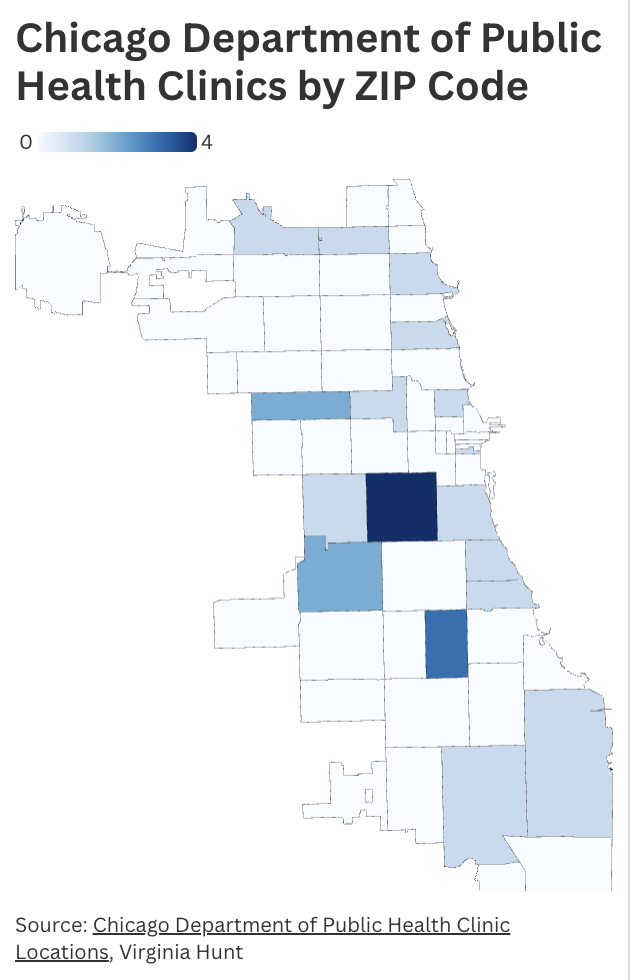 Chicago Department of Public
Health Clinics by ZIP Code
0 4
Source: Chicago Department of Public Health Clinic
Locations, Virginia Hunt